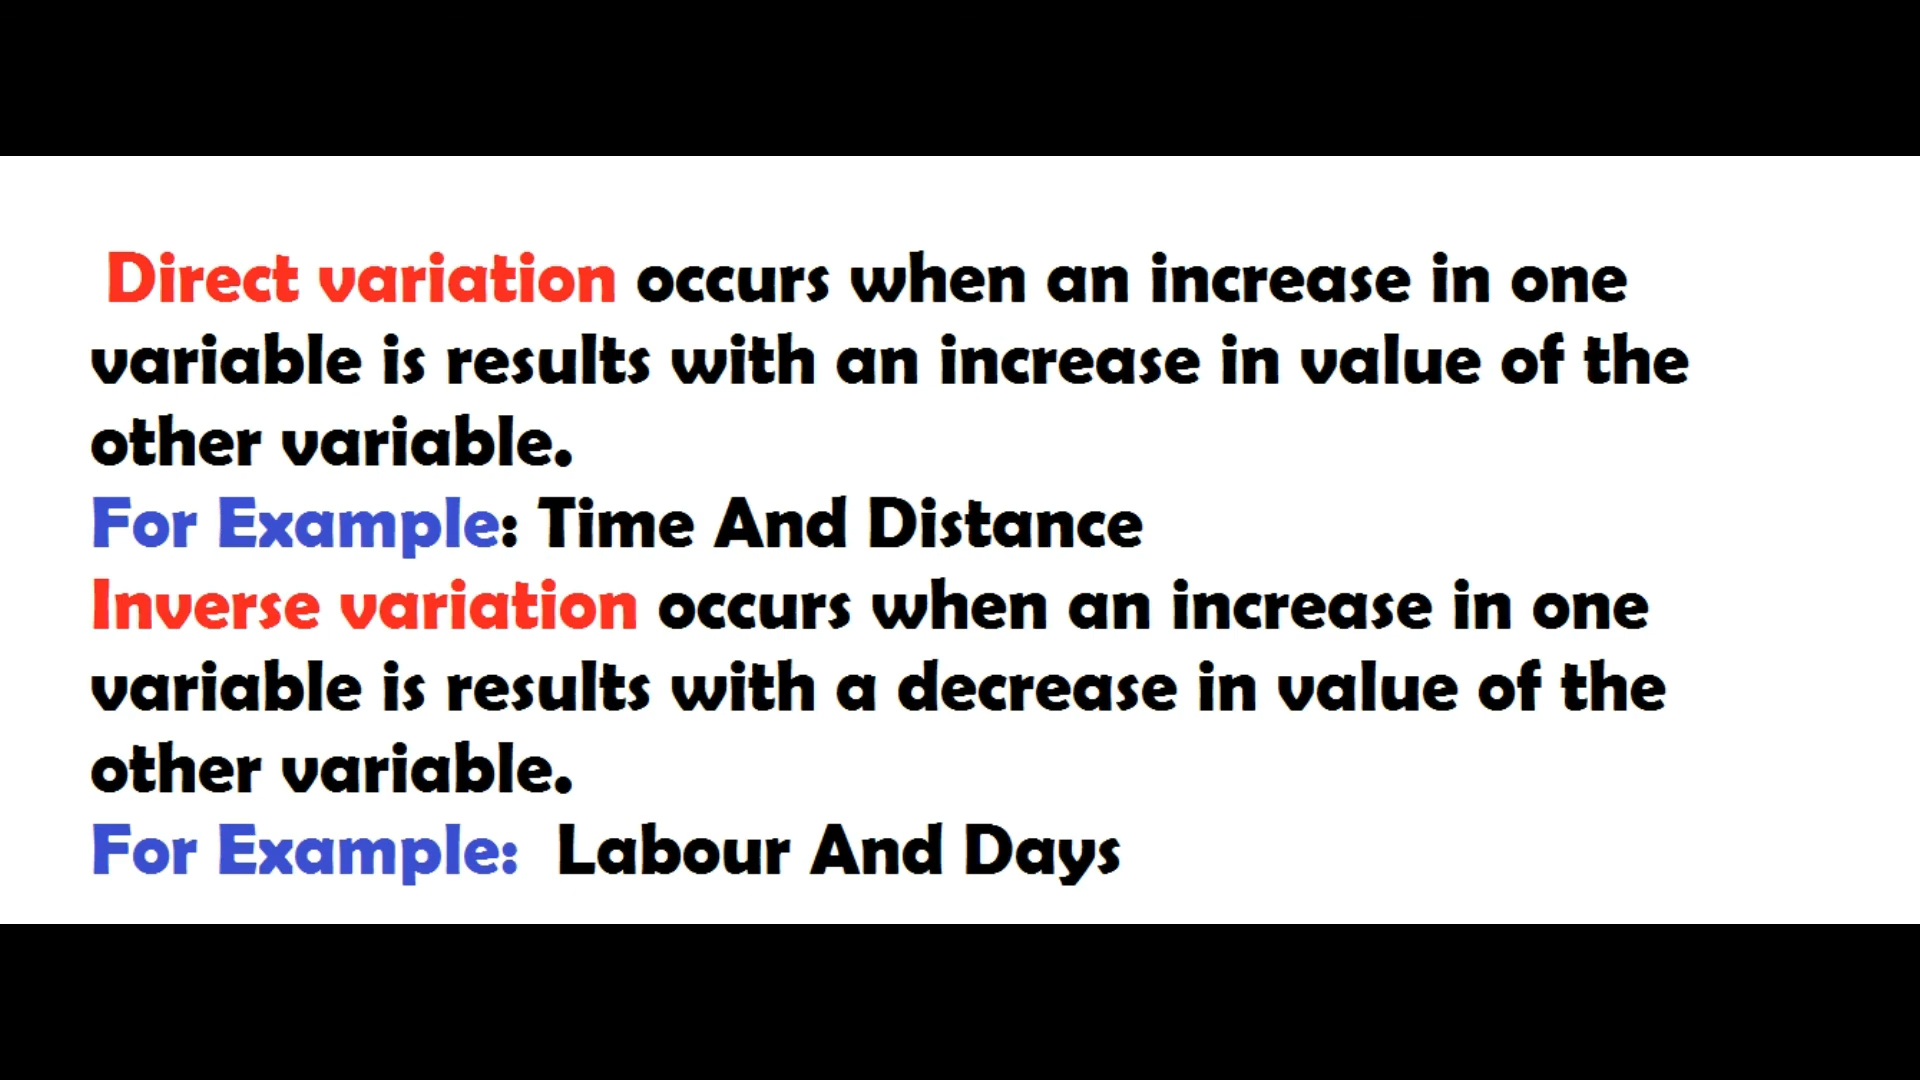 Direct variation occurs when an increase in one
variable is results with an increase in value of the
other variable.
For Example: Time And Distance
Inverse variation occurs when an increase in one
variable is results with a decrease in value of the
other variable.
For Example: Labour And Days